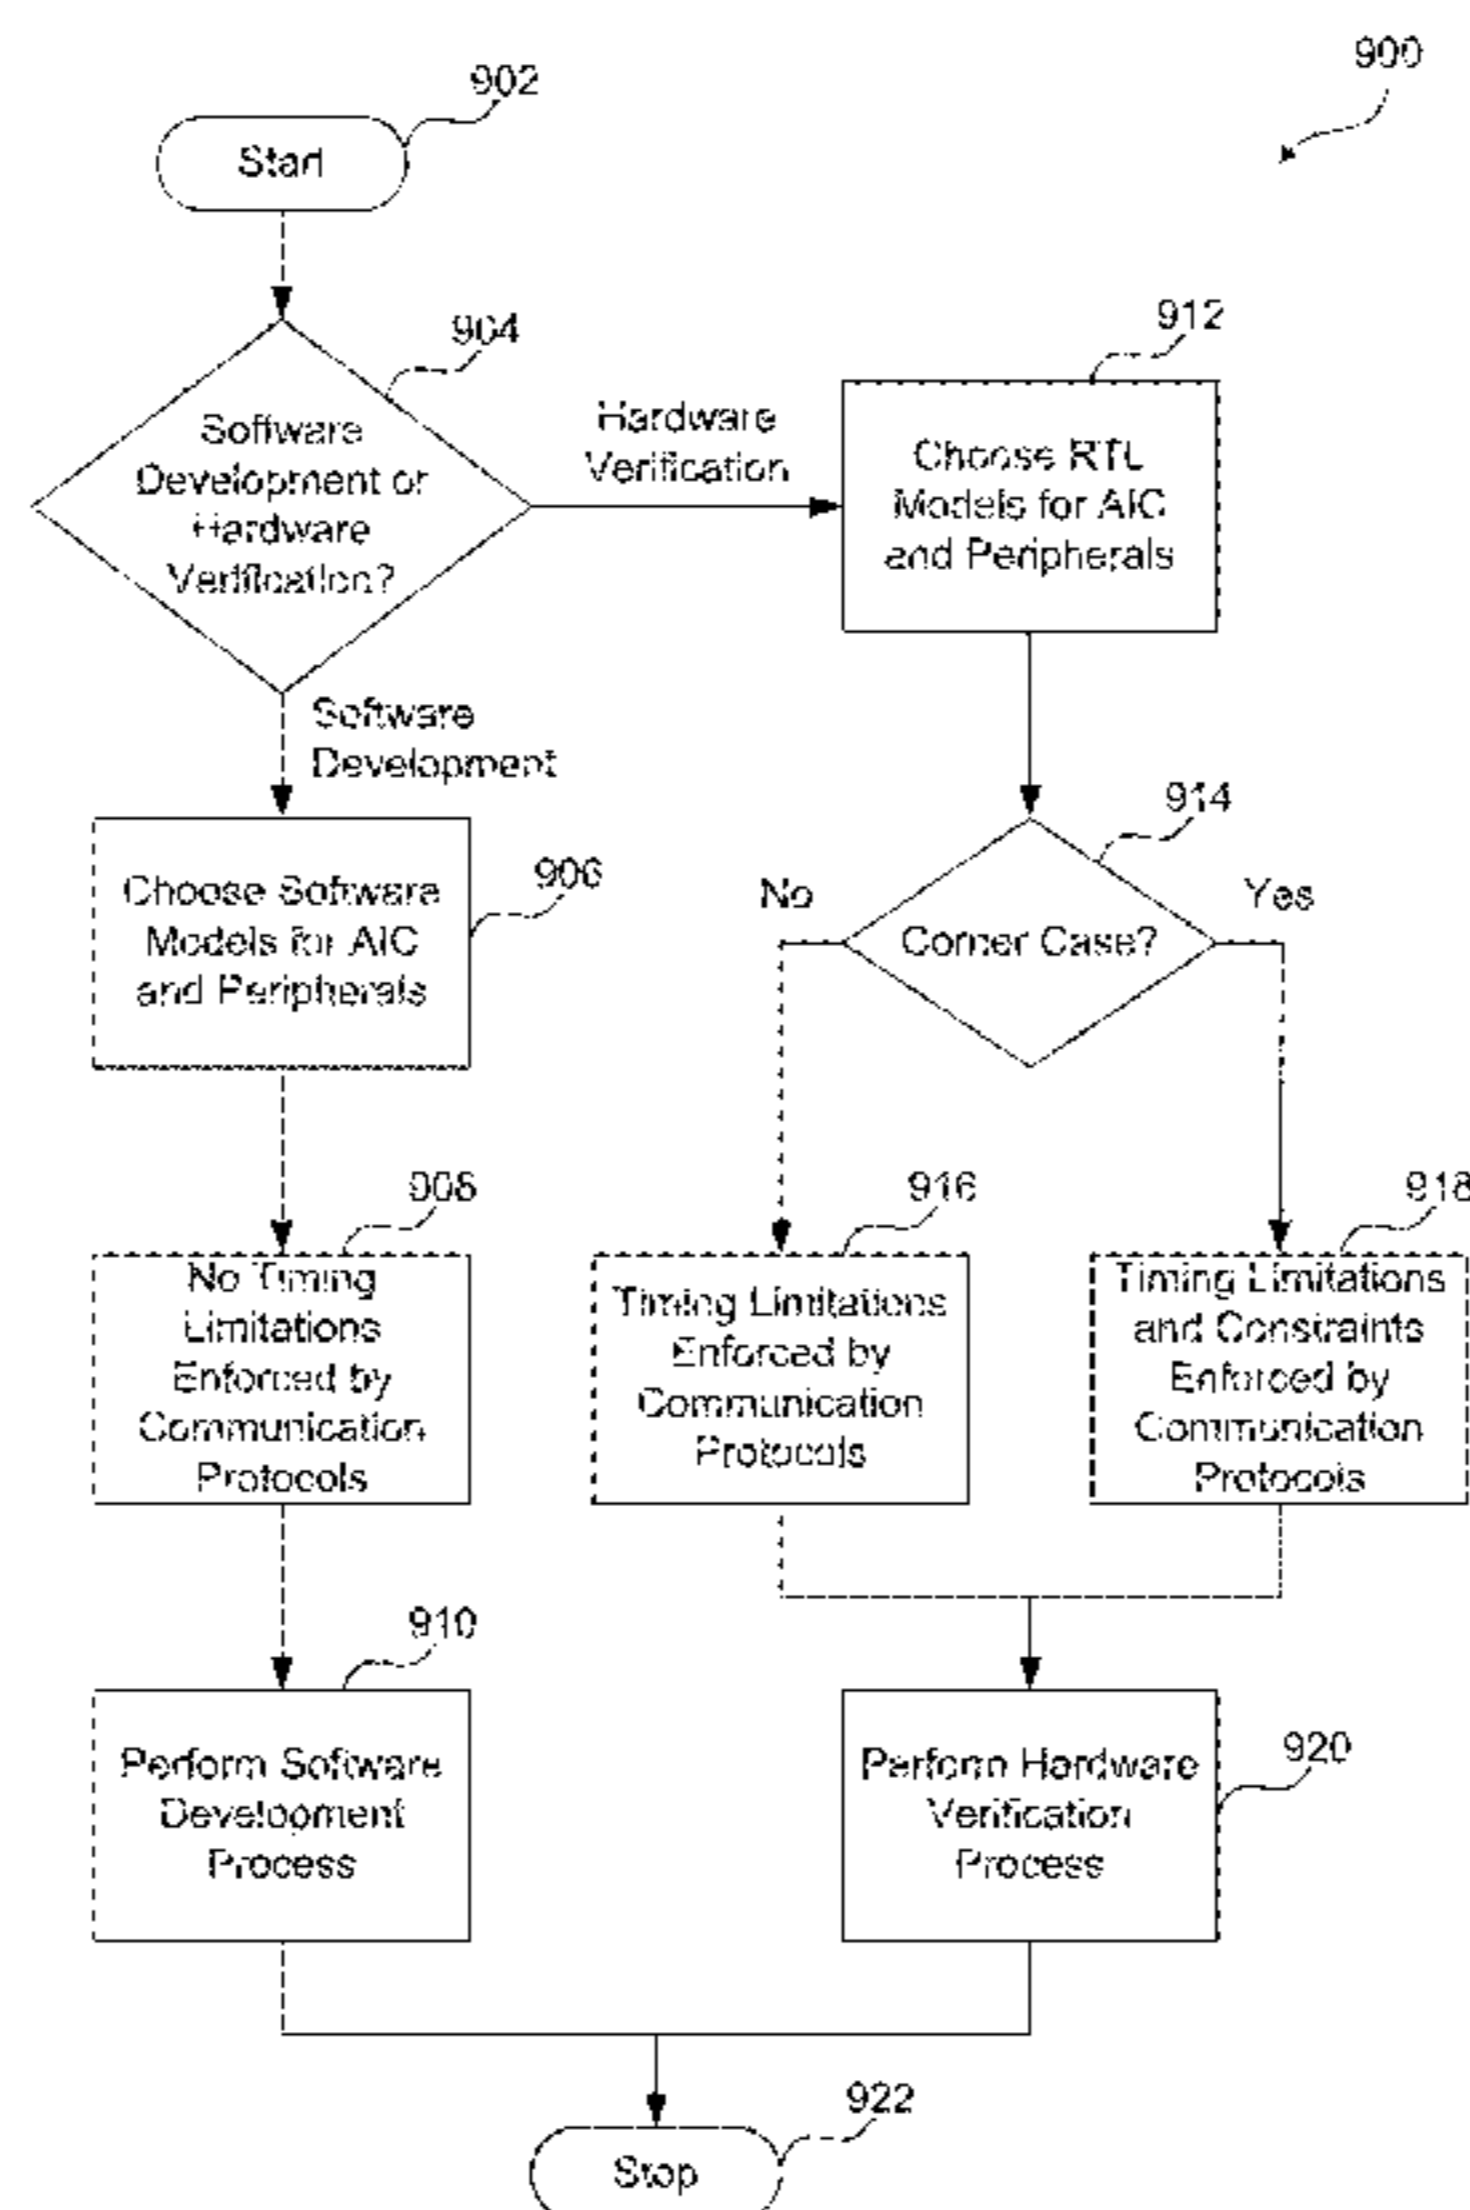 900
902
Start
904
Software
Development or
Hardware
Verification?
Hardware
Verification
912
Choose RTL
Models for AIC
and Peripherals
Software
Development
906
Choose Software
Models for AIC
and Peripherals
914
No
Corner Case?
Yes
908
No Timing
Limitations
Enforced by
Communication
Protocols
916
Timing Limitations
Enforced by
Communication
Protocols
918
Timing Limitations
and Constraints
Enforced by
Communication
Protocols
910
Perform Software
Development
Process
Perform Hardware
Verification
Process
920
922
Stop